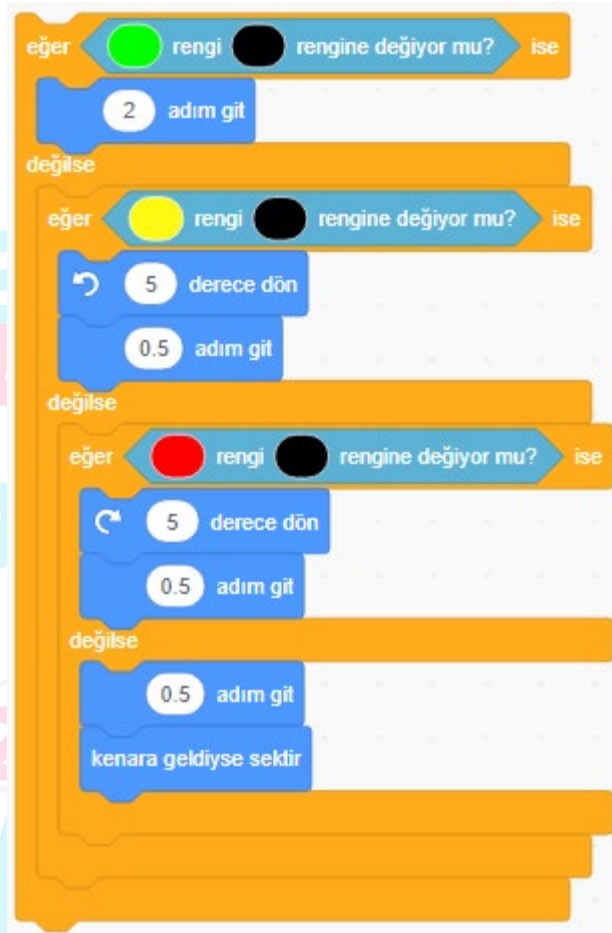 eğer rengi rengine değiyor mu? ise
2 adım git
değilse
eğer rengi rengine değiyor mu? ise
5 derece dön
0.5 adım git
değilse
eğer rengi rengine değiyor mu? ise
5 derece dön
0.5 adım git
değilse
0.5 adım git
kenara geldiyse sektir